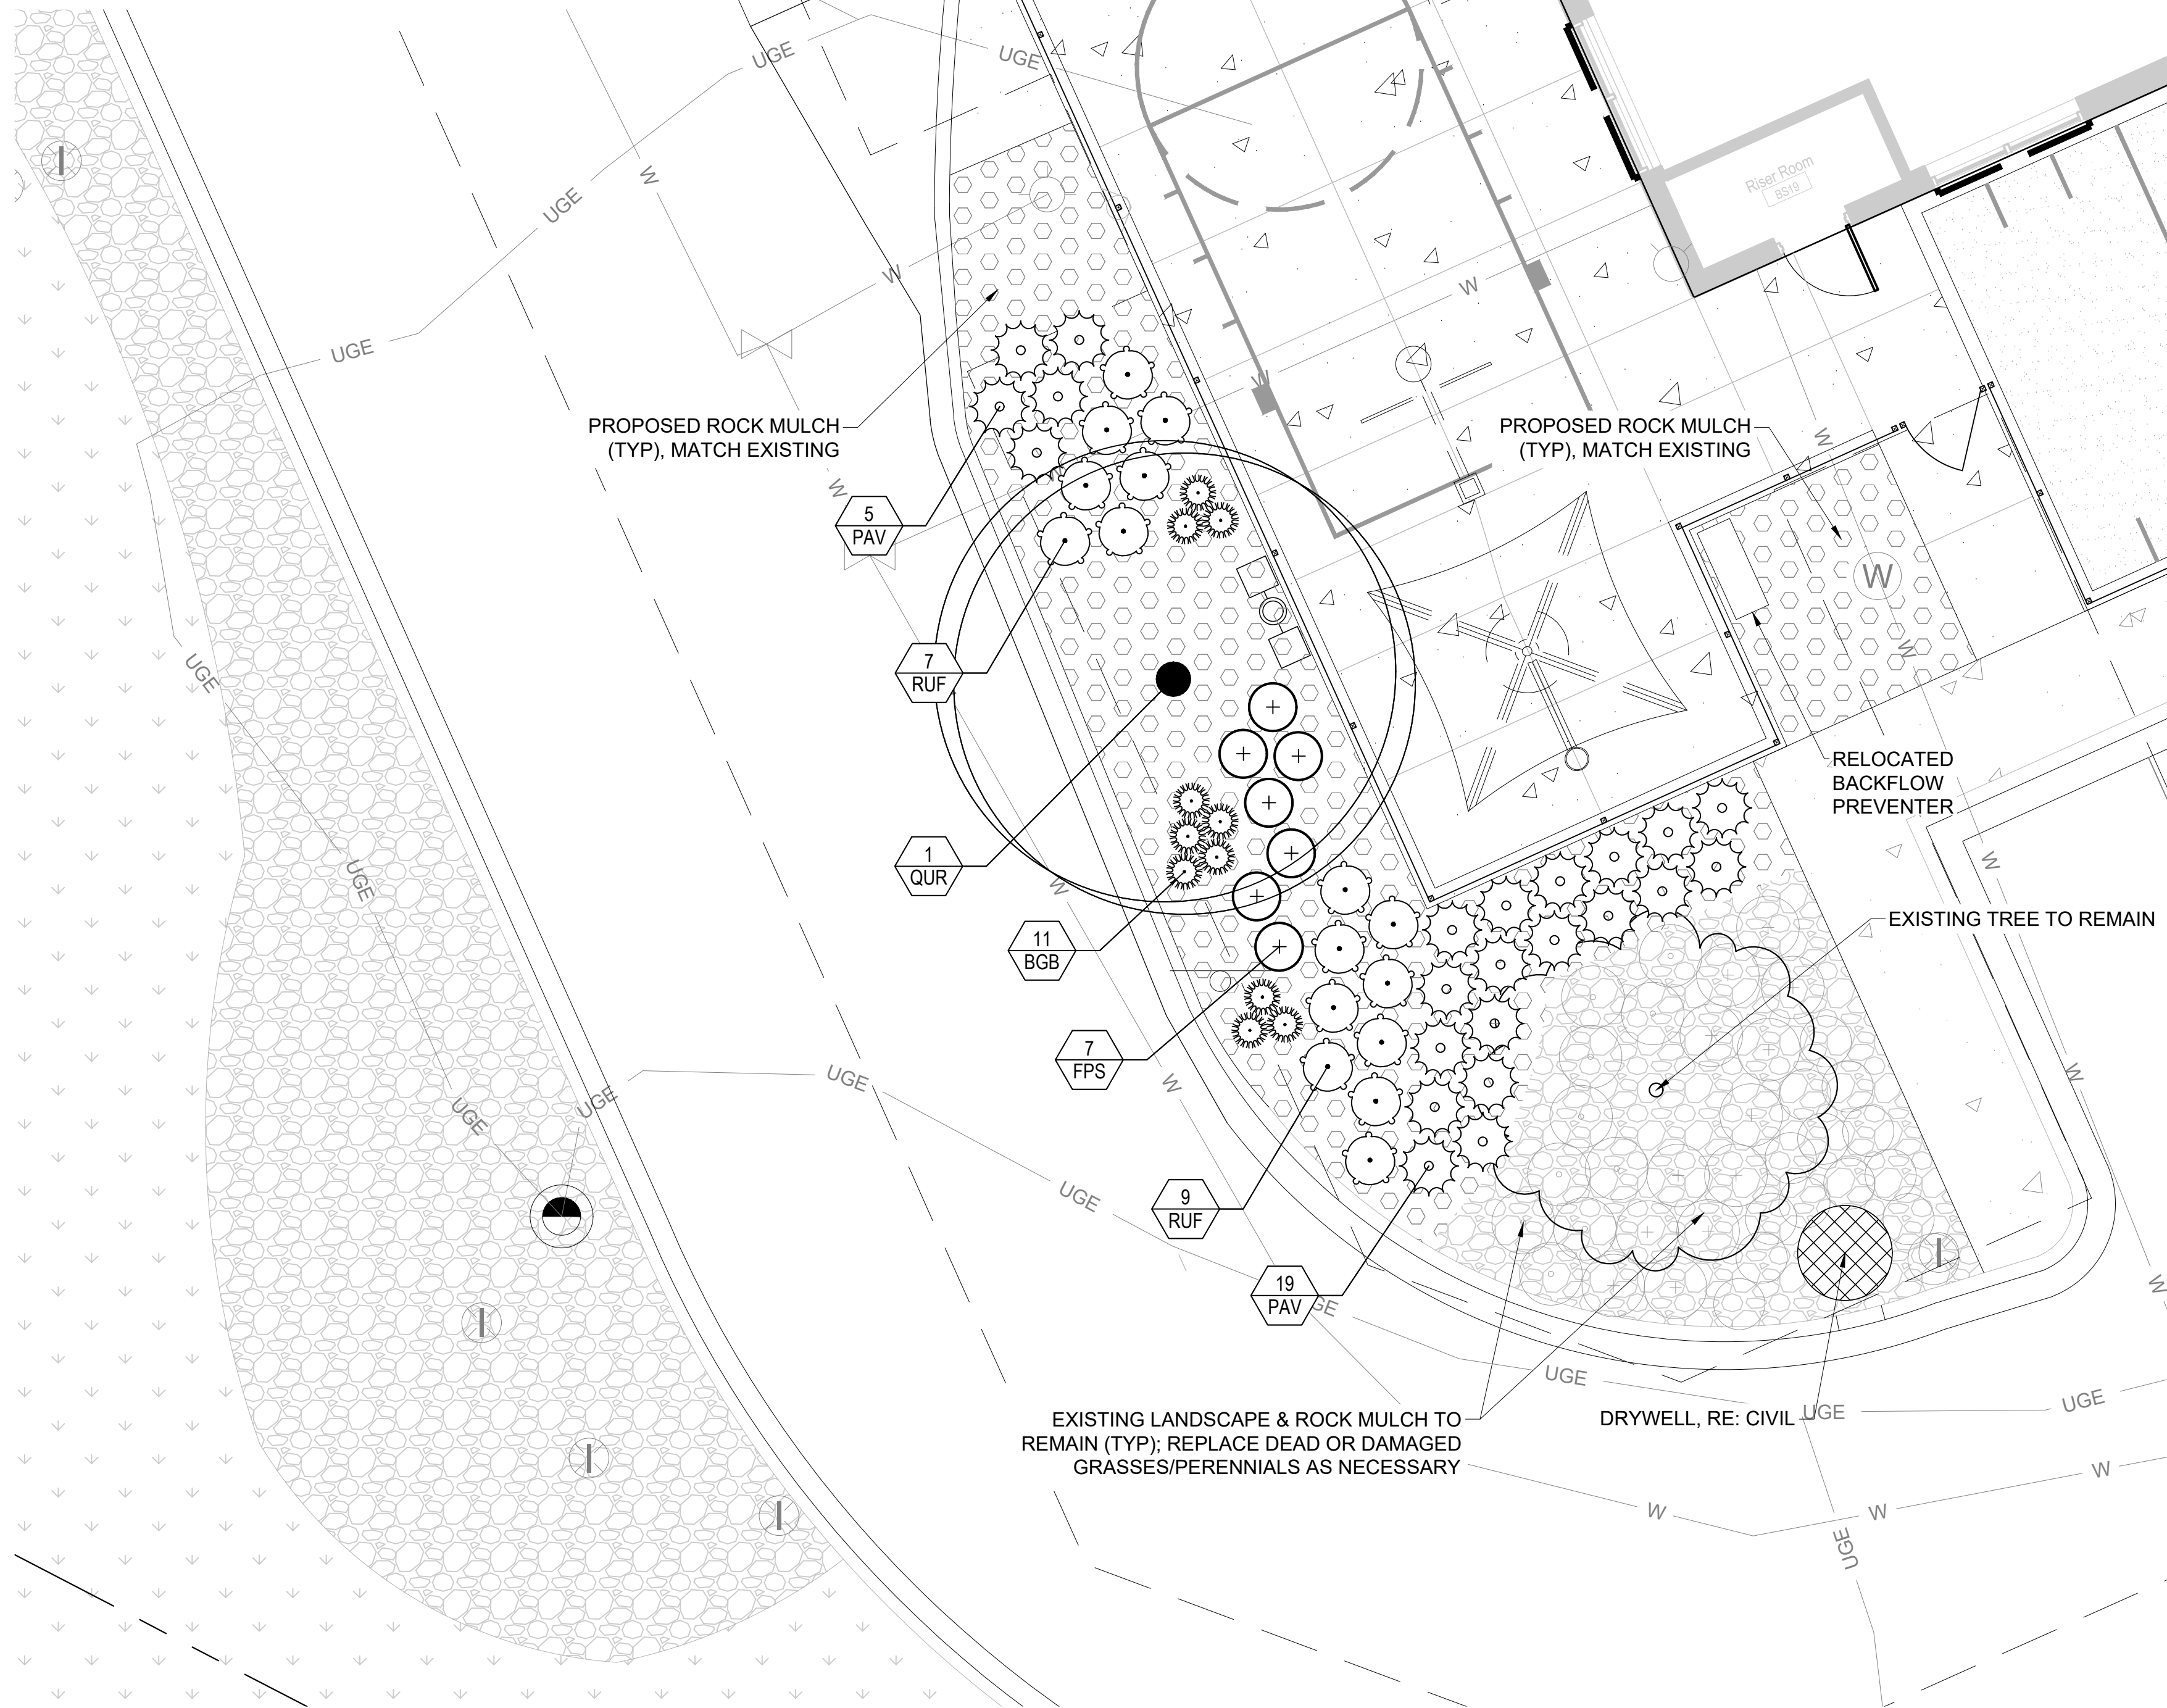 UGE
UGE
UGE
UGE
W
W
W
W
Riser Room
BS19
PROPOSED ROCK MULCH
(TYP), MATCH EXISTING
PROPOSED ROCK MULCH
(TYP), MATCH EXISTING
W
W
5
PAV
W
W
7
RUF
UGE
RELOCATED
BACKFLOW
PREVENTER
1
QUR
UGE
W
W
EXISTING TREE TO REMAIN
11
BGB
7
FPS
UGE
UGE
UGE
W
W
9
RUF
UGE
19
PAV
GE
W
UGE
UGE
EXISTING LANDSCAPE & ROCK MULCH TO
REMAIN (TYP); REPLACE DEAD OR DAMAGED
GRASSES/PERENNIALS AS NECESSARY
DRYWELL, RE: CIVIL
UGE
W
W
W
UGE